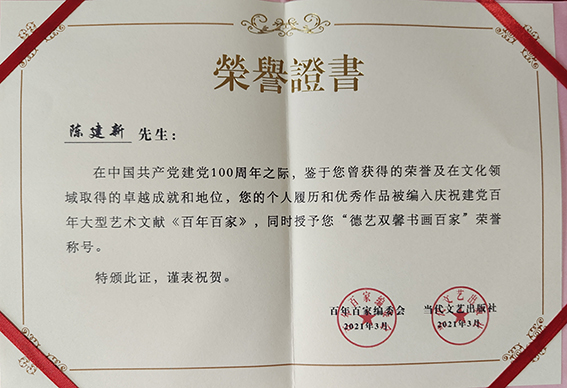 榮譽證書
陈建新 先生：
在中国共产党建党100周年之际，鉴于您曾获得的荣誉及在文化领
域取得的卓越成就和地位，您的个人履历和优秀作品被编入庆祝建党百
年大型艺术文献《百年百家》，同时授予您“德艺双馨书画百家”荣誉
称号。
特颁此证，谨表祝贺。
百年百家编委会 当代文艺出版社
2021年3月 2021年3月